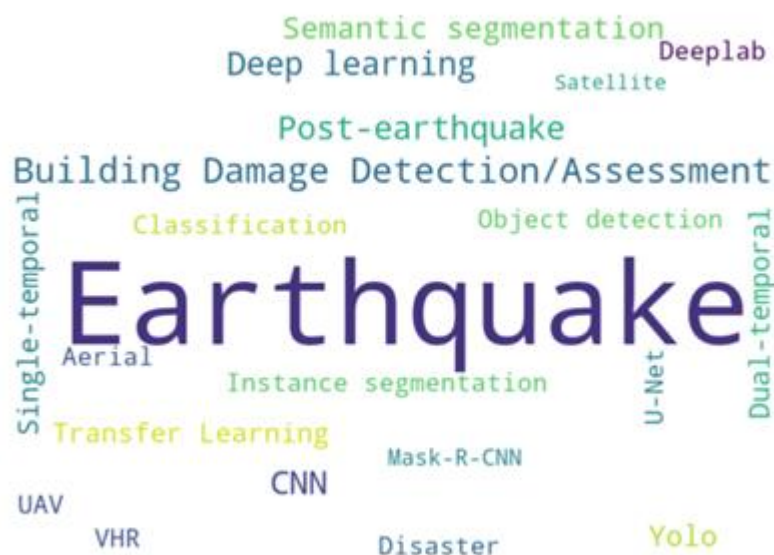 Semantic segmentation
Deep learning
Deeplab
Satellite
Post-earthquake
Building Damage Detection/Assessment
Single-temporal
Classification
Object detection
Dual-temporal
Earthquake
Aerial
Instance segmentation
U-Net
Transfer Learning
Mask-R-CNN
CNN
UAV
VHR
Disaster
Yolo